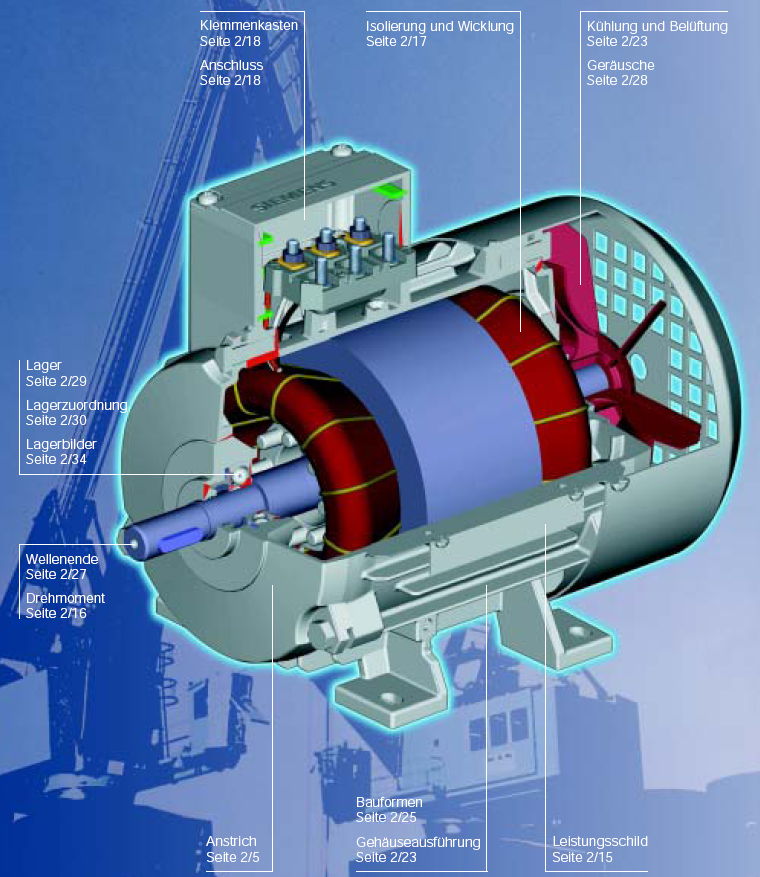 Klemmenkasten
Seite 2/18
Anschluss
Seite 2/18
Isolierung und Wicklung
Seite 2/17
Kühlung und Belüftung
Seite 2/23
Geräusche
Seite 2/28
SIEMENS
Lager
Seite 2/29
Lagerzuordnung
Seite 2/30
Lagerbilder
Seite 2/34
Wellenende
Seite 2/27
Drehmoment
Seite 2/16
Bauformen
Seite 2/25
Anstrich
Seite 2/5
Gehäuseausführung
Seite 2/23
Leistungsschild
Seite 2/15